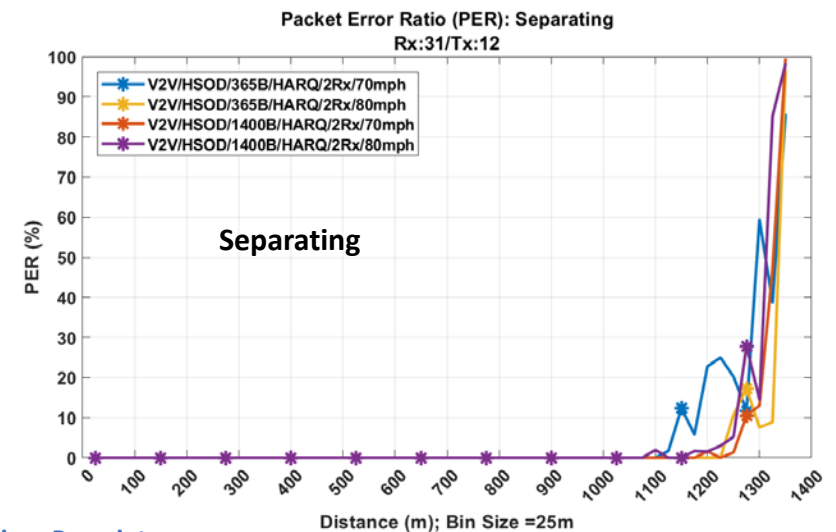 Packet Error Ratio (PER): Separating
Rx:31/Tx:12
100
90
80
70
60
50
40
30
20
10
0
PER (%)
V2V/HSOD/365B/HARQ/2Rx/70mph
V2V/HSOD/365B/HARQ/2Rx/80mph
V2V/HSOD/1400B/HARQ/2Rx/70mph
V2V/HSOD/1400B/HARQ/2Rx/80mph
Separating
0 100 200 300 400 500 600 700 800 900 1000 1100 1200 1300 1400
Distance (m); Bin Size =25m